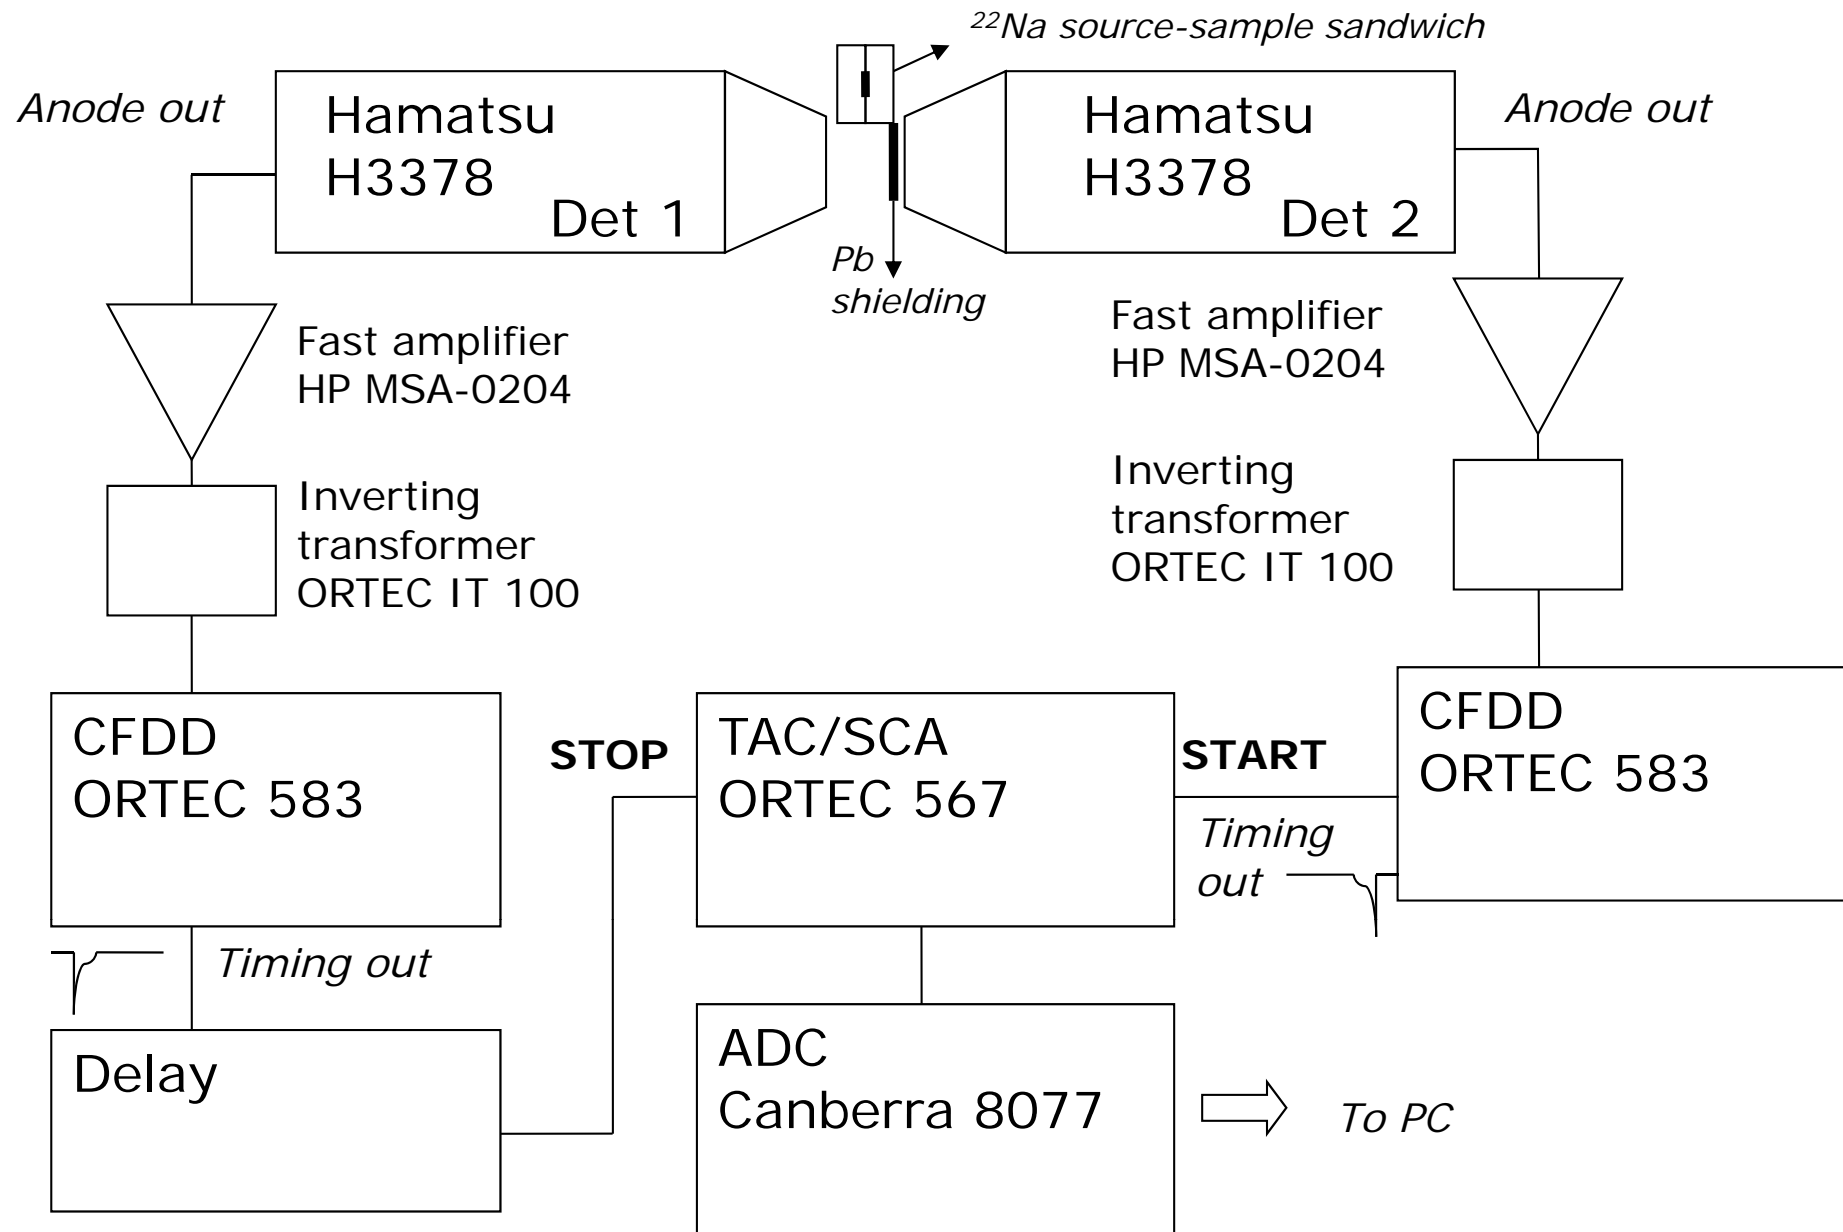 ²²Na source-sample sandwich
Anode out
Hamatsu
H3378
Det 1
Hamatsu
H3378
Det 2
Anode out
Pb
shielding
Fast amplifier
HP MSA-0204
Fast amplifier
HP MSA-0204
Inverting
transformer
ORTEC IT 100
Inverting
transformer
ORTEC IT 100
CFDD
ORTEC 583
STOP
TAC/SCA
ORTEC 567
START
CFDD
ORTEC 583
Timing
out
Timing out
Delay
ADC
Canberra 8077
To PC